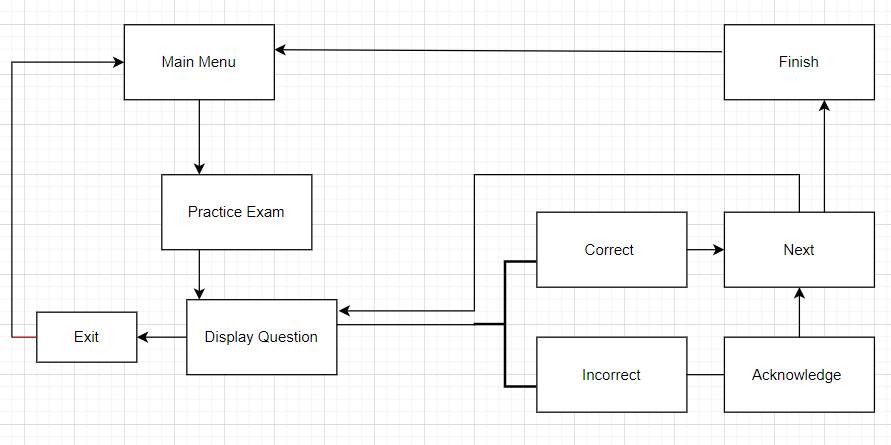 Main Menu
Finish
Practice Exam
Correct
Next
Exit
Display Question
Incorrect
Acknowledge